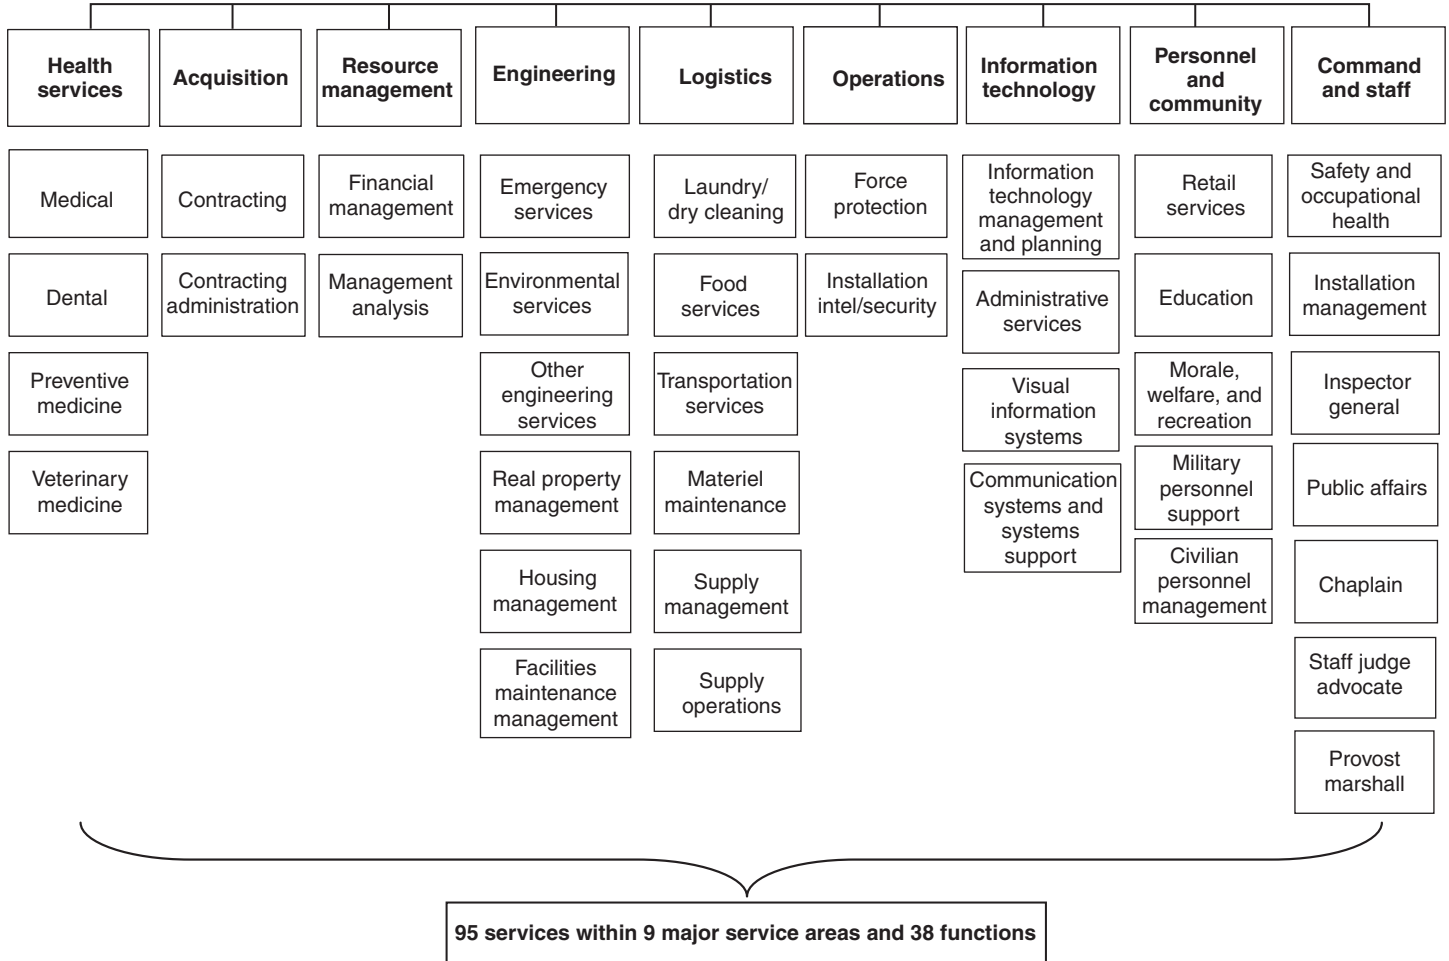 Health
services
Acquisition
Resource
management
Engineering
Logistics
Operations
Information
technology
Personnel
and
community
Command
and staff
Medical
Dental
Preventive
medicine
Veterinary
medicine
Contracting
Contracting
administration
Financial
management
Management
analysis
Emergency
services
Environmental
services
Other
engineering
services
Real property
management
Housing
management
Facilities
maintenance
management
Laundry/
dry cleaning
Food
services
Transportation
services
Materiel
maintenance
Supply
management
Supply
operations
Force
protection
Installation
intel/security
Information
technology
management
and planning
Administrative
services
Visual
information
systems
Communication
systems and
systems
support
Retail
services
Education
Morale,
welfare, and
recreation
Military
personnel
support
Civilian
personnel
management
Safety and
occupational
health
Installation
management
Inspector
general
Public affairs
Chaplain
Staff judge
advocate
Provost
marshall
95 services within 9 major service areas and 38 functions